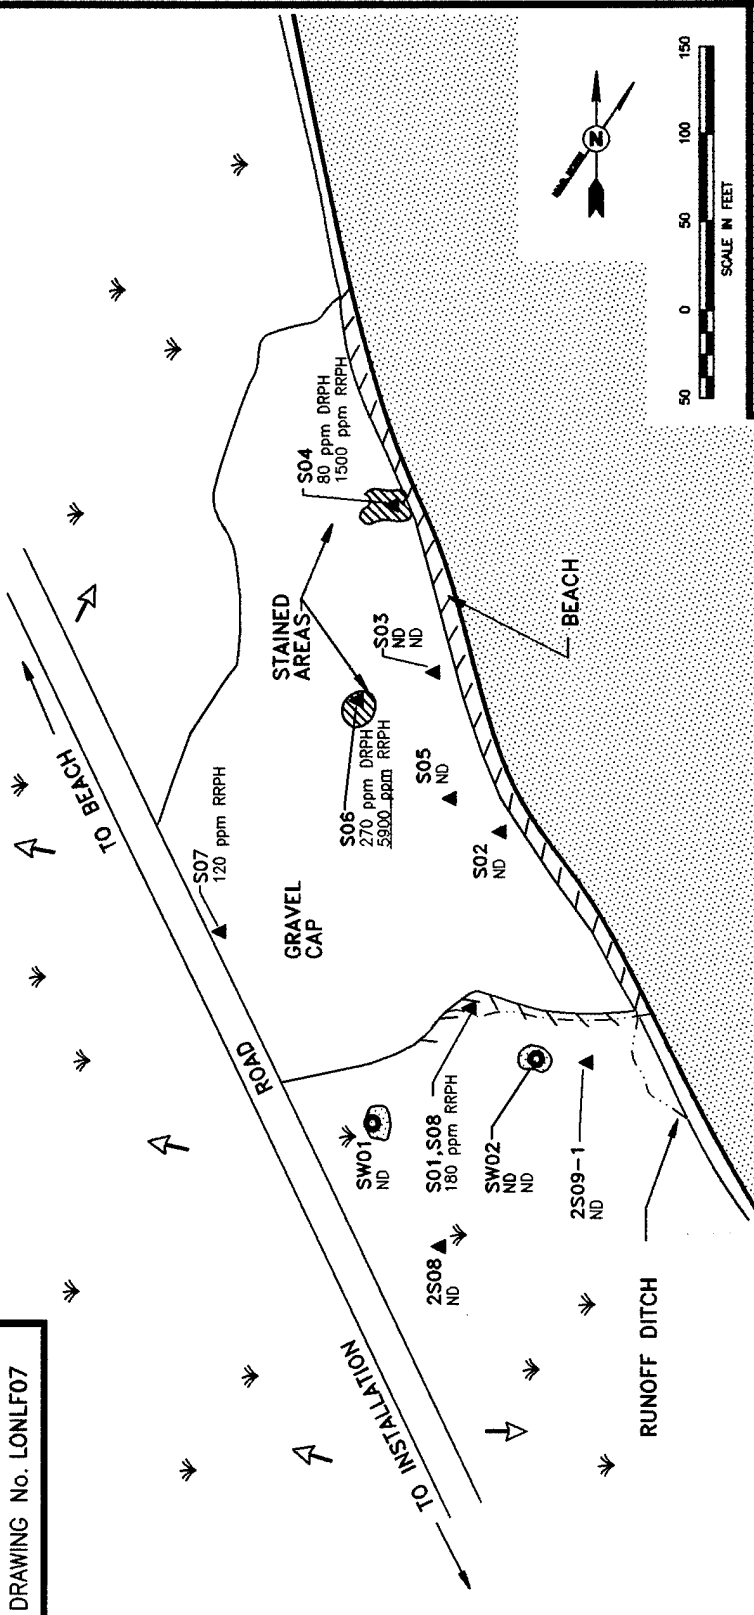 DRAWING No. LONLF07
TO BEACH
ROAD
TO INSTALLATION
S07
120 ppm RRPH
GRAVEL
CAP
STAINED
AREAS
S04
80 ppm DRPH
1500 ppm RRPH
S06
270 ppm DRPH
5900 ppm RRPH
S03
ND
ND
S05
ND
S02
ND
BEACH
SW01
ND
S01,S08
180 ppm RRPH
SW02
ND
ND
2S09-1
ND
2S08
ND
RUNOFF DITCH
N
50 0 50 100 150
SCALE IN FEET